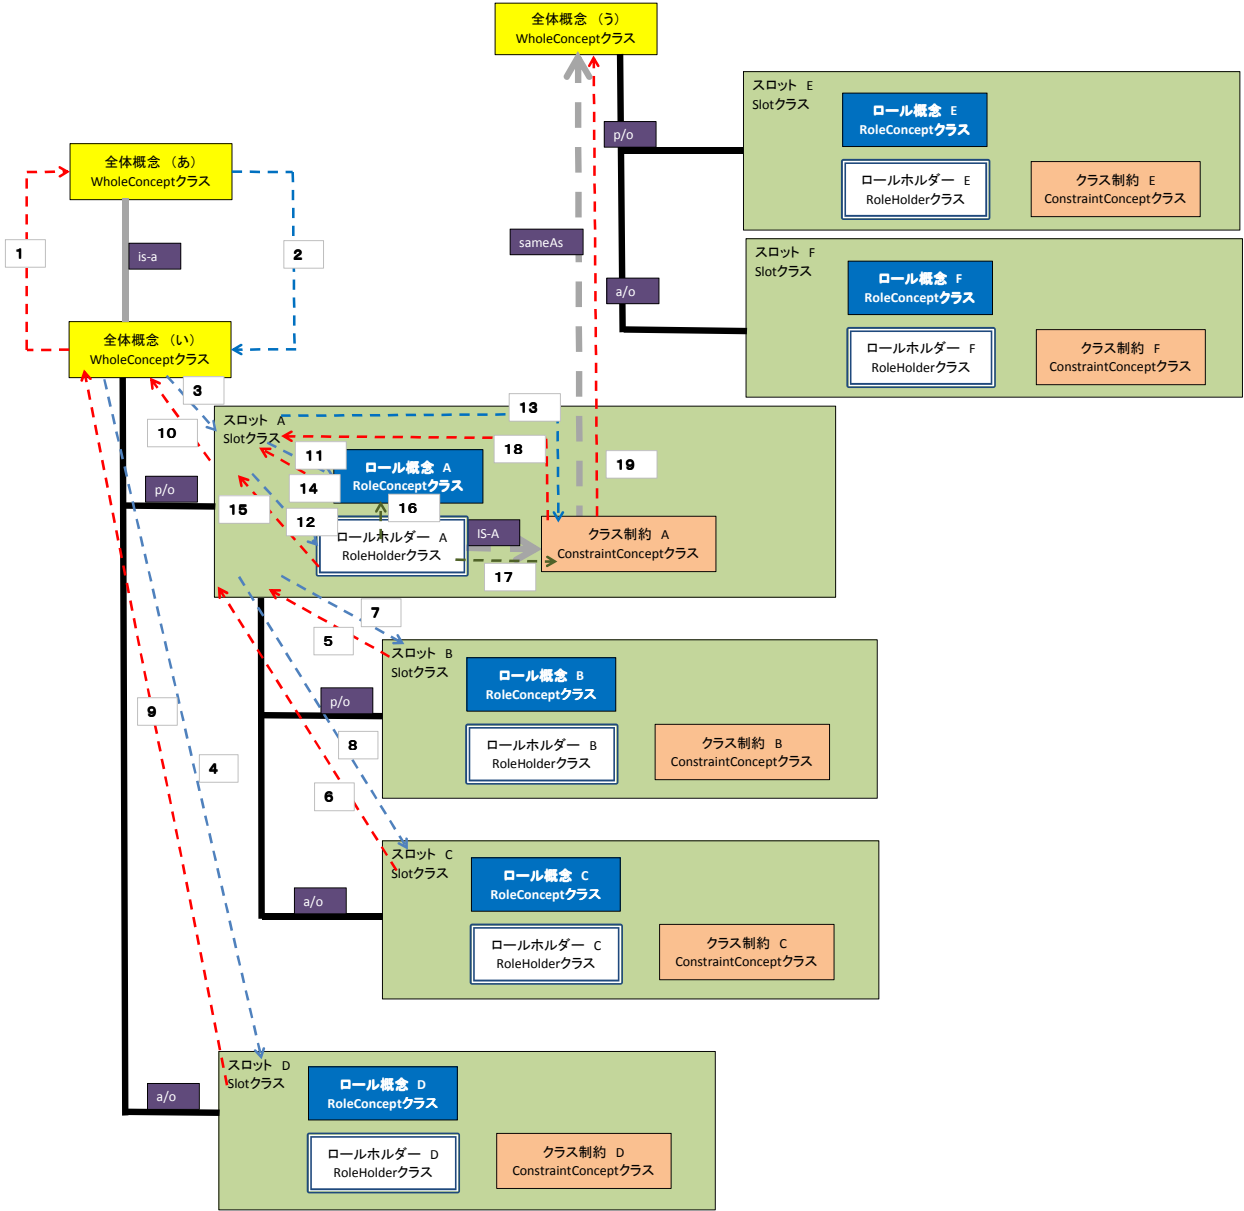 全体概念 （う）
WholeConceptクラス
スロット E
Slotクラス
ロール概念 E
RoleConceptクラス
p/o
ロールホルダー E
RoleHolderクラス
クラス制約 E
ConstraintConceptクラス
全体概念 （あ）
WholeConceptクラス
1
is-a
2
sameAs
スロット F
Slotクラス
ロール概念 F
RoleConceptクラス
a/o
ロールホルダー F
RoleHolderクラス
クラス制約 F
ConstraintConceptクラス
全体概念 （い）
WholeConceptクラス
3
10
13
スロット A
Slotクラス
18
11
19
ロール概念 A
RoleConceptクラス
14
p/o
15
16
12
ロールホルダー A
RoleHolderクラス
IS-A
クラス制約 A
ConstraintConceptクラス
17
7
5
スロット B
Slotクラス
ロール概念 B
RoleConceptクラス
p/o
9
ロールホルダー B
RoleHolderクラス
クラス制約 B
ConstraintConceptクラス
8
4
6
スロット C
Slotクラス
ロール概念 C
RoleConceptクラス
a/o
ロールホルダー C
RoleHolderクラス
クラス制約 C
ConstraintConceptクラス
スロット D
Slotクラス
ロール概念 D
RoleConceptクラス
a/o
ロールホルダー D
RoleHolderクラス
クラス制約 D
ConstraintConceptクラス